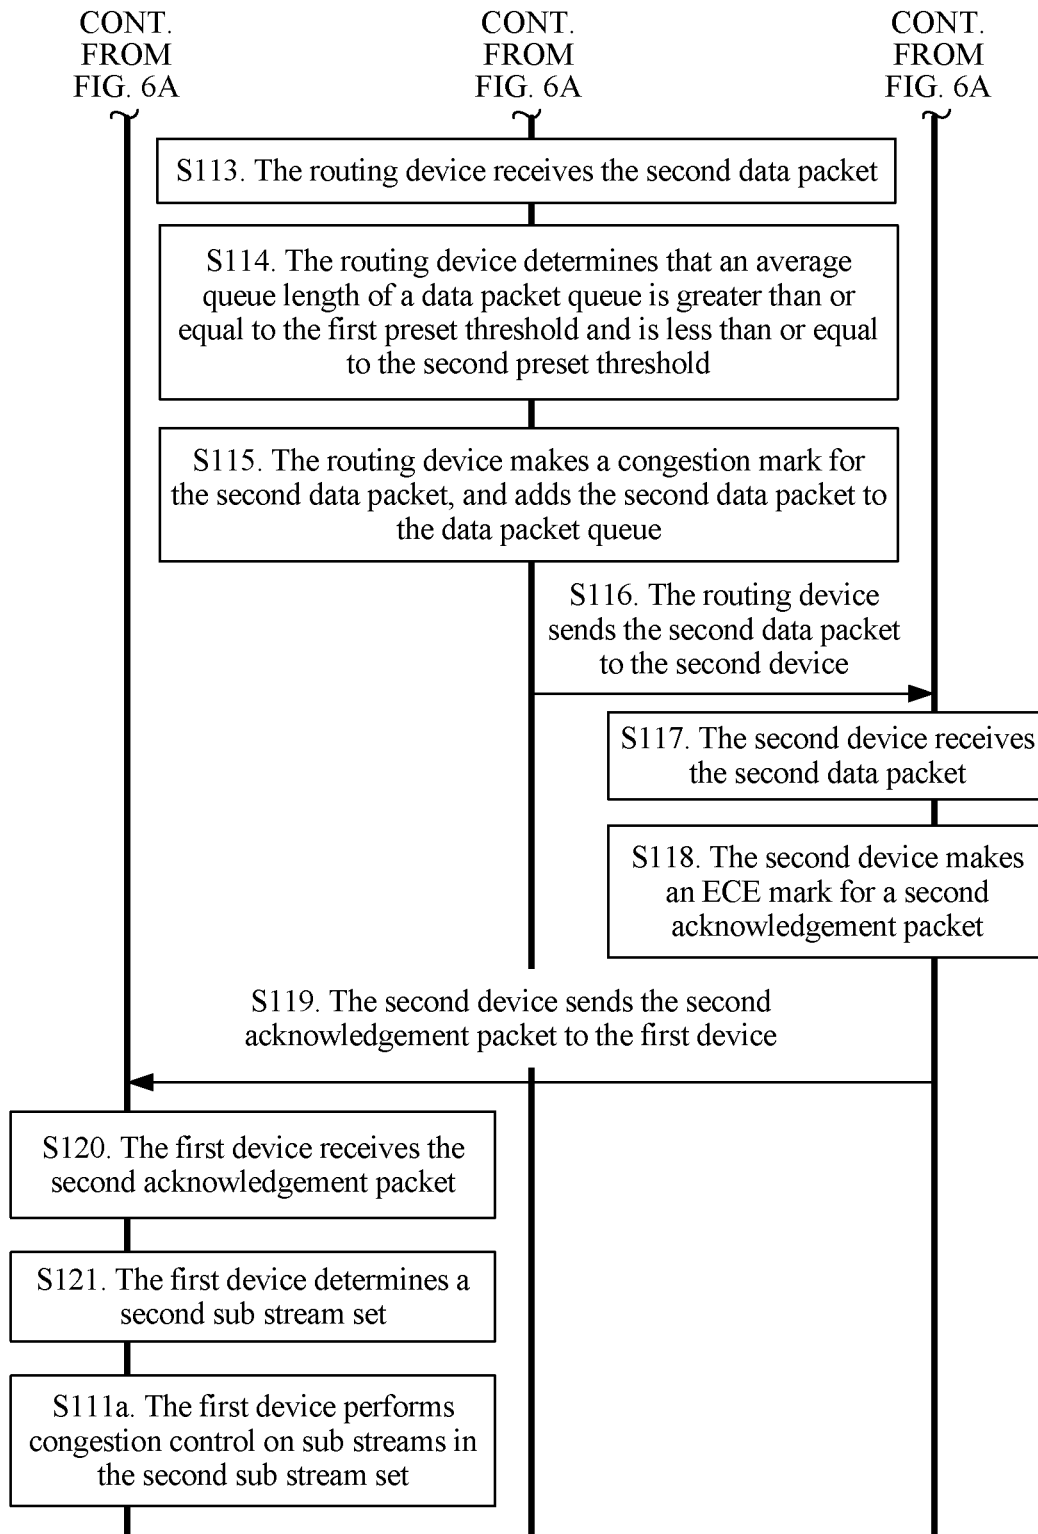 CONT.
FROM
FIG. 6A
CONT.
FROM
FIG. 6A
CONT.
FROM
FIG. 6A
S113. The routing device receives the second data packet
S114. The routing device determines that an average
queue length of a data packet queue is greater than or
equal to the first preset threshold and is less than or equal
to the second preset threshold
S115. The routing device makes a congestion mark for
the second data packet, and adds the second data packet to
the data packet queue
S116. The routing device
sends the second data packet
to the second device
S117. The second device receives
the second data packet
S118. The second device makes
an ECE mark for a second
acknowledgement packet
S119. The second device sends the second
acknowledgement packet to the first device
S120. The first device receives the
second acknowledgement packet
S121. The first device determines a
second sub stream set
S111a. The first device performs
congestion control on sub streams in
the second sub stream set